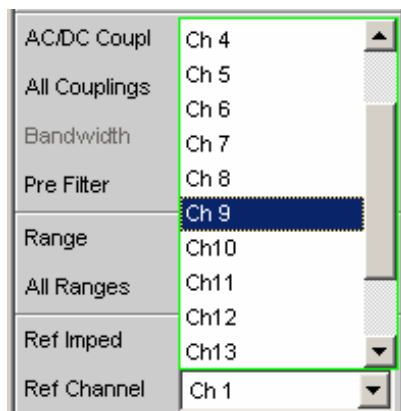 AC/DC Coupl
All Couplings
Bandwidth
Pre Filter
Range
All Ranges
Ref Imped
Ref Channel
Ch 4
Ch 5
Ch 6
Ch 7
Ch 8
Ch 9
Ch10
Ch11
Ch12
Ch13
Ch 1